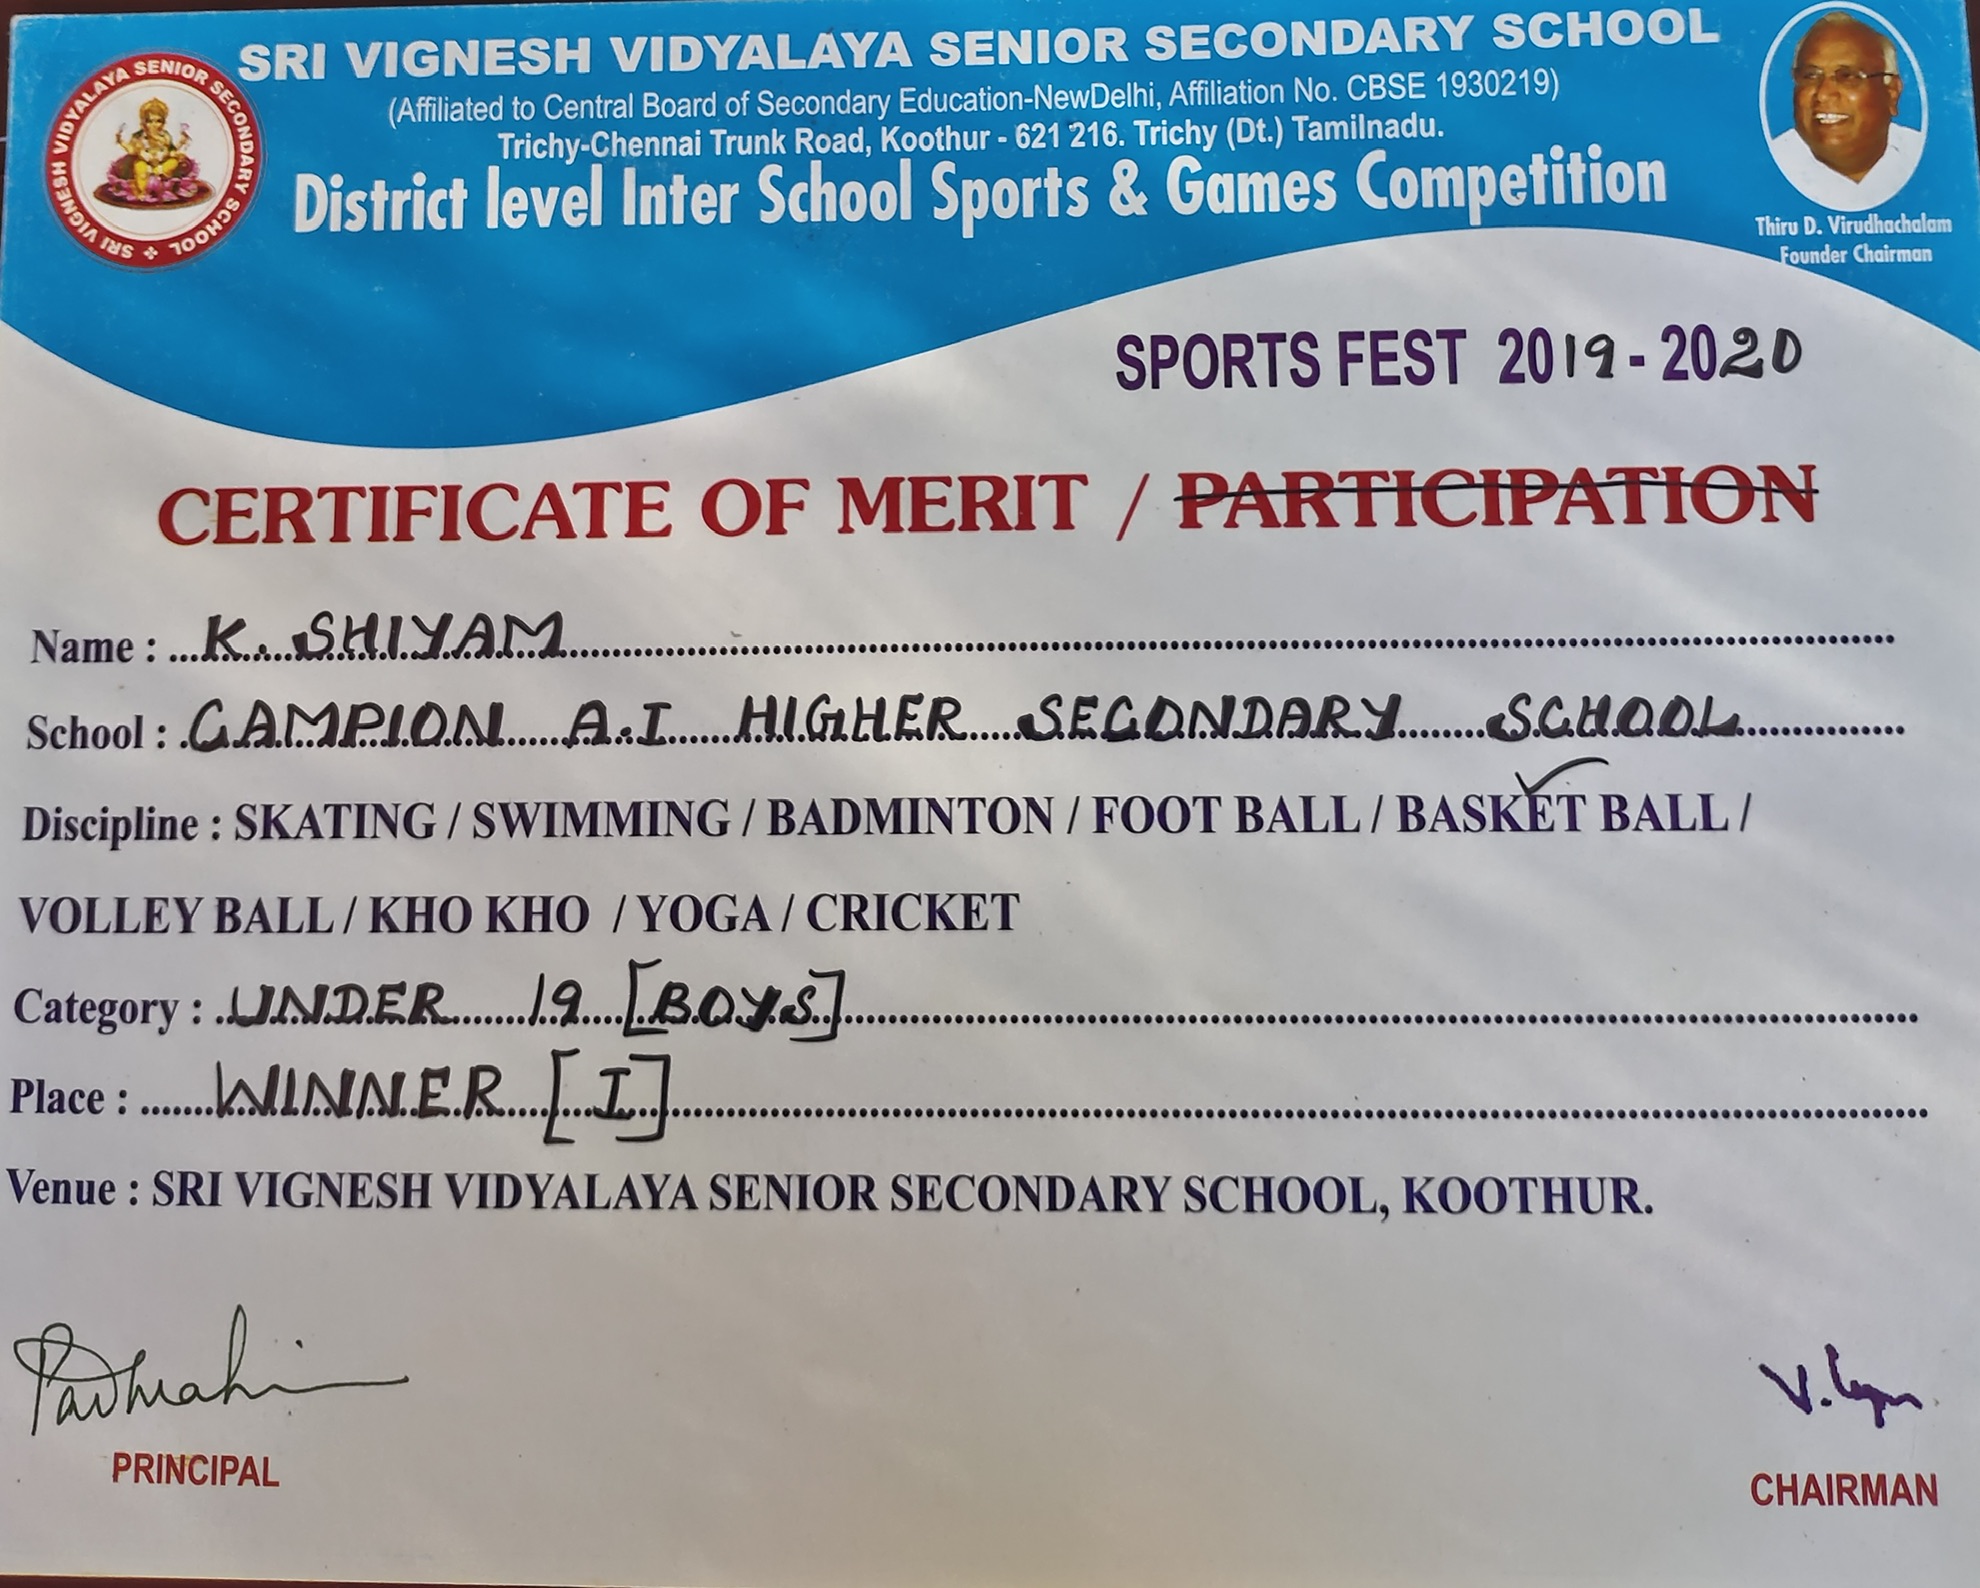 SRI VIGNESH VIDYALAYA SENIOR SECONDARY SCHOOL
SRI VIGNESH VIDYALAYA SENIOR SECONDARY SCHOOL
(Affiliated to Central Board of Secondary Education-NewDelhi, Affiliation No. CBSE 1930219)
Trichy-Chennai Trunk Road, Koothur - 621 216. Trichy (Dt.) Tamilnadu.
District level Inter School Sports & Games Competition
Thiru D. Virudhachalam
Founder Chairman
SPORTS FEST 2019 - 2020
CERTIFICATE OF MERIT / PARTICIPATION
Name : K. SHIYAM
School : CAMPION A.I HIGHER SECONDARY SCHOOL
Discipline : SKATING / SWIMMING / BADMINTON / FOOT BALL / BASKET BALL /
VOLLEY BALL / KHO KHO / YOGA / CRICKET
Category : UNDER 19 [BOYS]
Place : WINNER [I]
Venue : SRI VIGNESH VIDYALAYA SENIOR SECONDARY SCHOOL, KOOTHUR.
PRINCIPAL
CHAIRMAN